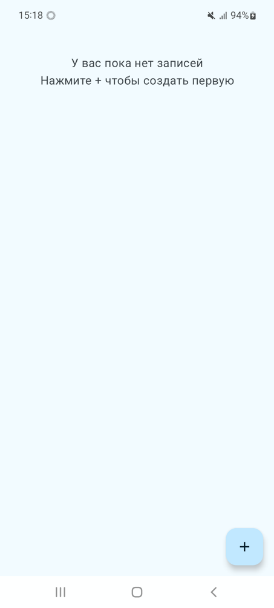 15:18
94%
У вас пока нет записей
Нажмите + чтобы создать первую
+